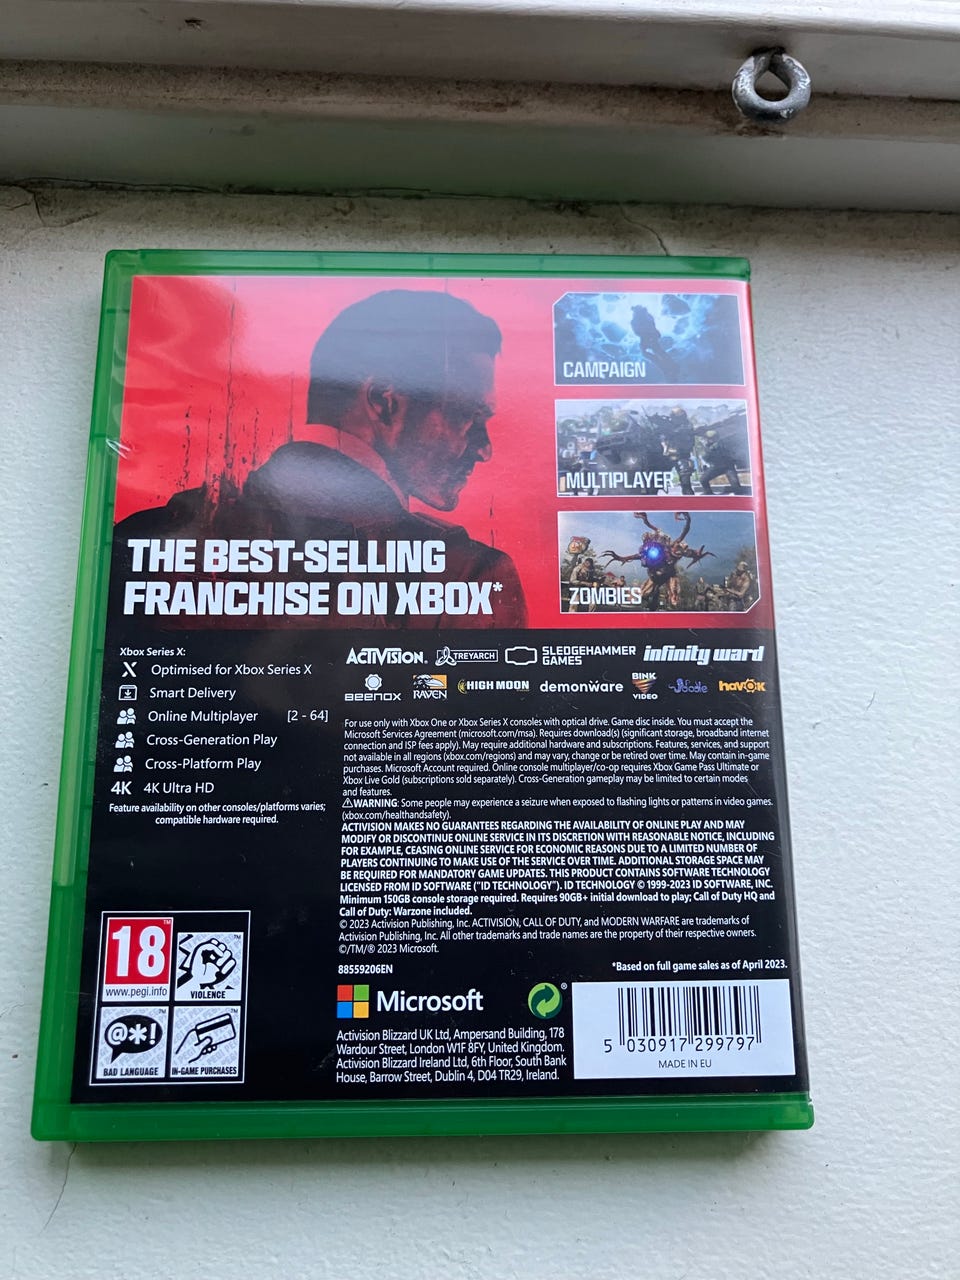 CAMPAIGN
MULTIPLAYER
ZOMBIES
THE BEST-SELLING
FRANCHISE ON XBOX*
Xbox Series X:
X Optimised for Xbox Series X
Smart Delivery
Online Multiplayer [2 - 64]
Cross-Generation Play
Cross-Platform Play
4K 4K Ultra HD
Feature availability on other consoles/platforms varies;
compatible hardware required.
ACTIVISION. TREYARCH SLEDGEHAMMER GAMES infinity ward
BEENOX RAVEN HIGH MOON demonware BINK VIDEO oodle havok
For use only with Xbox One or Xbox Series X consoles with optical drive. Game disc inside. You must accept the
Microsoft Services Agreement (microsoft.com/msa). Requires download(s) (significant storage, broadband internet
connection and ISP fees apply). May require additional hardware and subscriptions. Features, services, and support
not available in all regions (xbox.com/regions) and may vary, change or be retired over time. May contain in-game
purchases. Microsoft Account required. Online console multiplayer/co-op requires Xbox Game Pass Ultimate or
Xbox Live Gold (subscriptions sold separately). Cross-Generation gameplay may be limited to certain modes
and features.
⚠WARNING: Some people may experience a seizure when exposed to flashing lights or patterns in video games.
(xbox.com/healthandsafety).
ACTIVISION MAKES NO GUARANTEES REGARDING THE AVAILABILITY OF ONLINE PLAY AND MAY
MODIFY OR DISCONTINUE ONLINE SERVICE IN ITS DISCRETION WITH REASONABLE NOTICE, INCLUDING
FOR EXAMPLE, CEASING ONLINE SERVICE FOR ECONOMIC REASONS DUE TO A LIMITED NUMBER OF
PLAYERS CONTINUING TO MAKE USE OF THE SERVICE OVER TIME. ADDITIONAL STORAGE SPACE MAY
BE REQUIRED FOR MANDATORY GAME UPDATES. THIS PRODUCT CONTAINS SOFTWARE TECHNOLOGY
LICENSED FROM ID SOFTWARE ("ID TECHNOLOGY"). ID TECHNOLOGY © 1999-2023 ID SOFTWARE, INC.
Minimum 150GB console storage required. Requires 90GB+ initial download to play; Call of Duty HQ and
Call of Duty: Warzone included.
© 2023 Activision Publishing, Inc. ACTIVISION, CALL OF DUTY, and MODERN WARFARE are trademarks of
Activision Publishing, Inc. All other trademarks and trade names are the property of their respective owners.
©/TM/® 2023 Microsoft.
88559206EN
*Based on full game sales as of April 2023.
18™
www.pegi.info
VIOLENCE
@*!
BAD LANGUAGE
IN-GAME PURCHASES
Microsoft
Activision Blizzard UK Ltd, Ampersand Building, 178
Wardour Street, London W1F 8FY, United Kingdom.
Activision Blizzard Ireland Ltd, 6th Floor, South Bank
House, Barrow Street, Dublin 4, D04 TR29, Ireland.
5 030917 299797
MADE IN EU